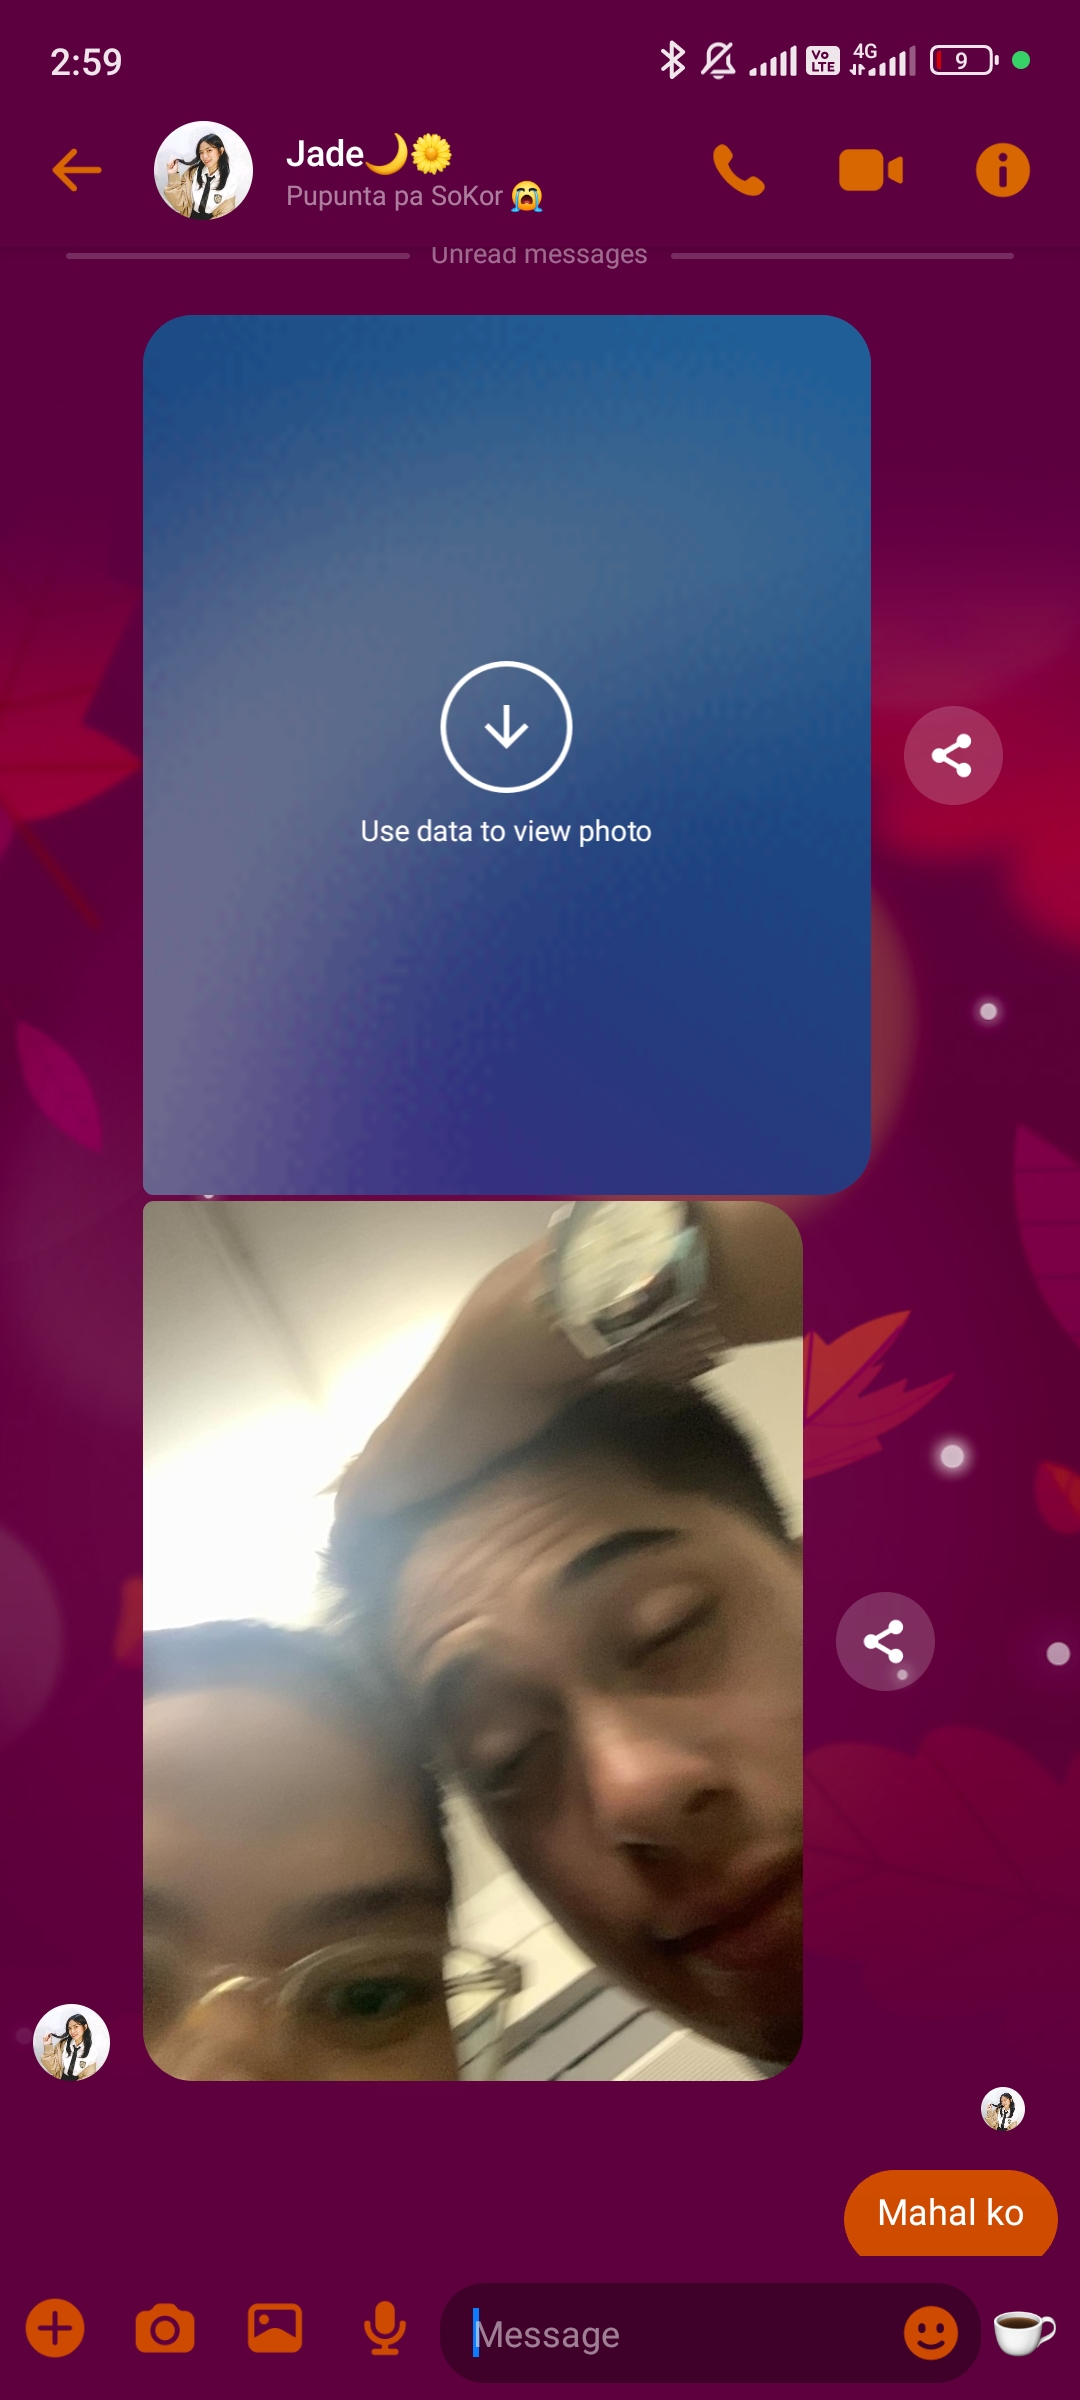 2:59
Vo LTE 4G 9
Jade🌙🌼
Pupunta pa SoKor 😭
Unread messages
Use data to view photo
Mahal ko
Message